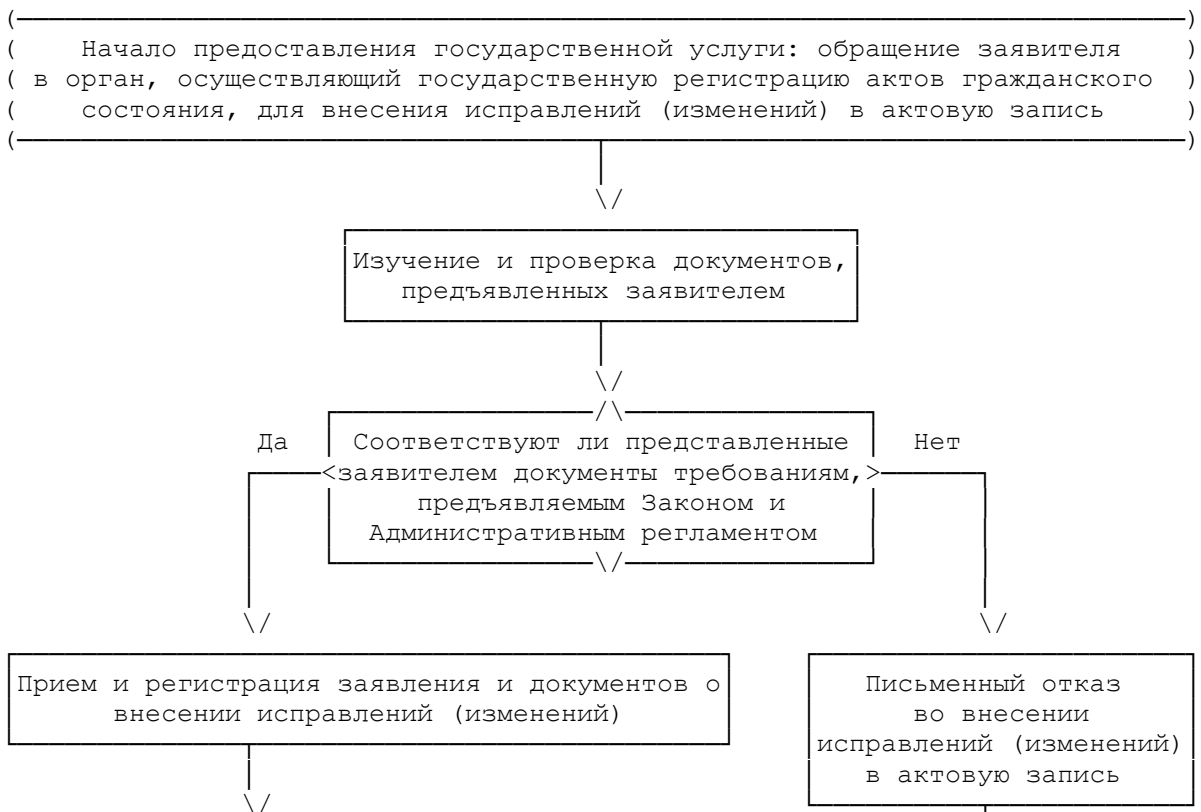 Начало предоставления государственной услуги: обращение заявителя
в орган, осуществляющий государственную регистрацию актов гражданского
состояния, для внесения исправлений (изменений) в актовую запись
Изучение и проверка документов,
предъявленных заявителем
Да
Соответствуют ли представленные
Нет
заявителем документы требованиям,
предъявляемым Законом и
Административным регламентом
Прием и регистрация заявления и документов о
внесении исправлений (изменений)
Письменный отказ
во внесении
исправлений (изменений)
в актовую запись